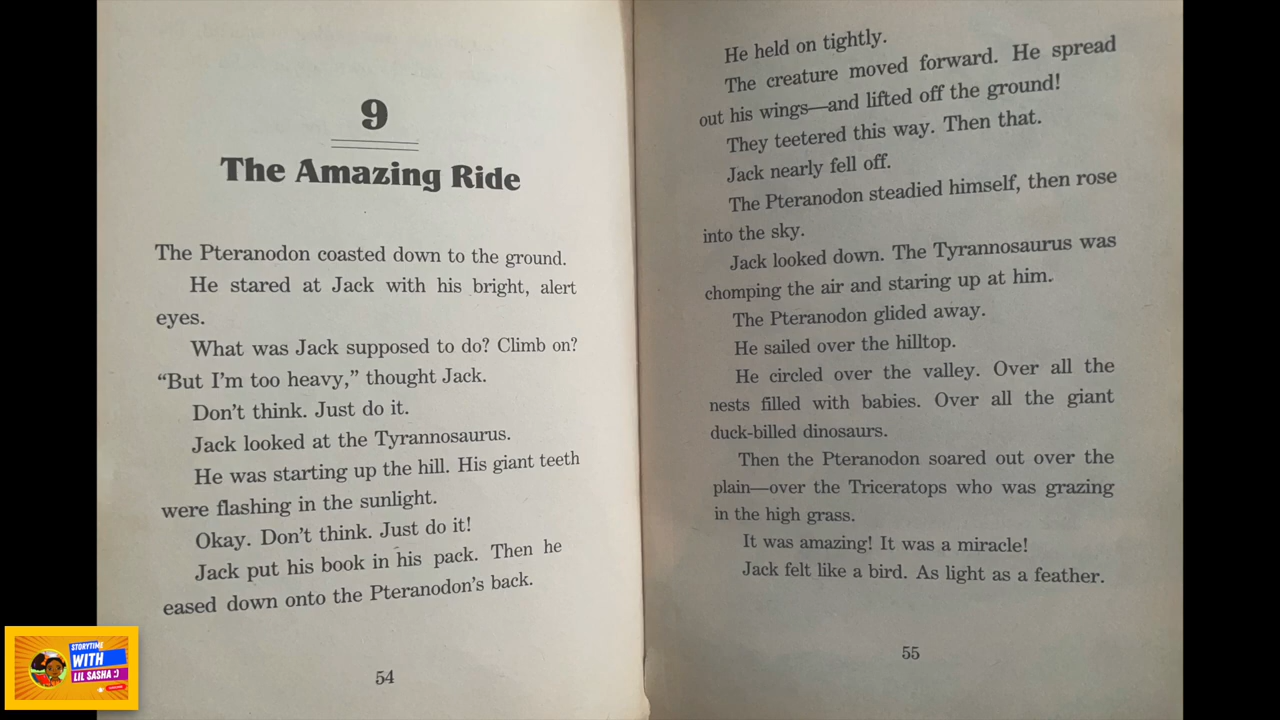 9
The Amazing Ride
The Pteranodon coasted down to the ground.
He stared at Jack with his bright, alert
eyes.
What was Jack supposed to do? Climb on?
“But I’m too heavy,” thought Jack.
Don’t think. Just do it.
Jack looked at the Tyrannosaurus.
He was starting up the hill. His giant teeth
were flashing in the sunlight.
Okay. Don’t think. Just do it!
Jack put his book in his pack. Then he
eased down onto the Pteranodon’s back.
54
He held on tightly.
The creature moved forward. He spread
out his wings—and lifted off the ground!
They teetered this way. Then that.
Jack nearly fell off.
The Pteranodon steadied himself, then rose
into the sky.
Jack looked down. The Tyrannosaurus was
chomping the air and staring up at him.
The Pteranodon glided away.
He sailed over the hilltop.
He circled over the valley. Over all the
nests filled with babies. Over all the giant
duck-billed dinosaurs.
Then the Pteranodon soared out over the
plain—over the Triceratops who was grazing
in the high grass.
It was amazing! It was a miracle!
Jack felt like a bird. As light as a feather.
55
STORYTIME
WITH
LIL SASHA :)